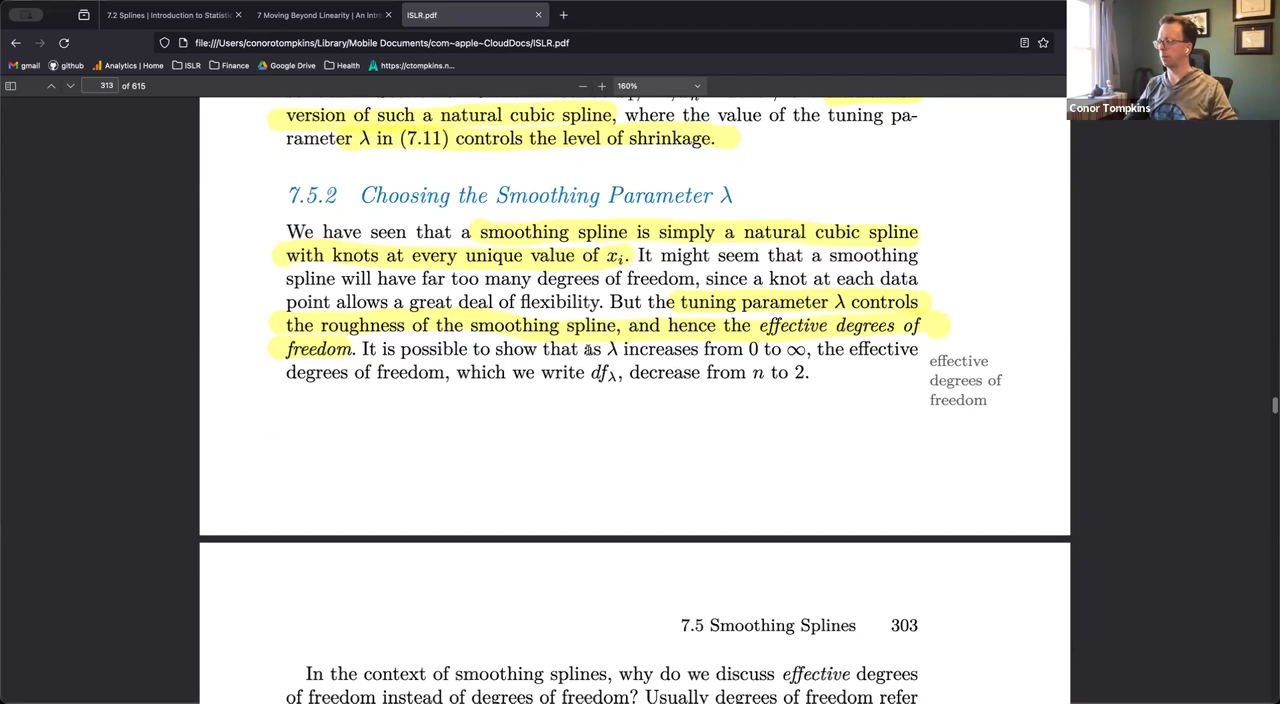 7.2 Splines | Introduction to Statistic
7 Moving Beyond Linearity | An Intro
ISLR.pdf
file:///Users/conorotompkins/Library/Mobile Documents/com~apple~CloudDocs/ISLR.pdf
gmail
github
Analytics | Home
ISLR
Finance
Google Drive
Health
https://ctompkins.n...
313 of 615
160%
Conor Tompkins
version of such a natural cubic spline, where the value of the tuning pa-
rameter λ in (7.11) controls the level of shrinkage.
7.5.2 Choosing the Smoothing Parameter λ
We have seen that a smoothing spline is simply a natural cubic spline
with knots at every unique value of xᵢ. It might seem that a smoothing
spline will have far too many degrees of freedom, since a knot at each data
point allows a great deal of flexibility. But the tuning parameter λ controls
the roughness of the smoothing spline, and hence the effective degrees of
freedom. It is possible to show that as λ increases from 0 to ∞, the effective
degrees of freedom, which we write df_λ, decrease from n to 2.
effective
degrees of
freedom
7.5 Smoothing Splines 303
In the context of smoothing splines, why do we discuss effective degrees
of freedom instead of degrees of freedom? Usually degrees of freedom refer